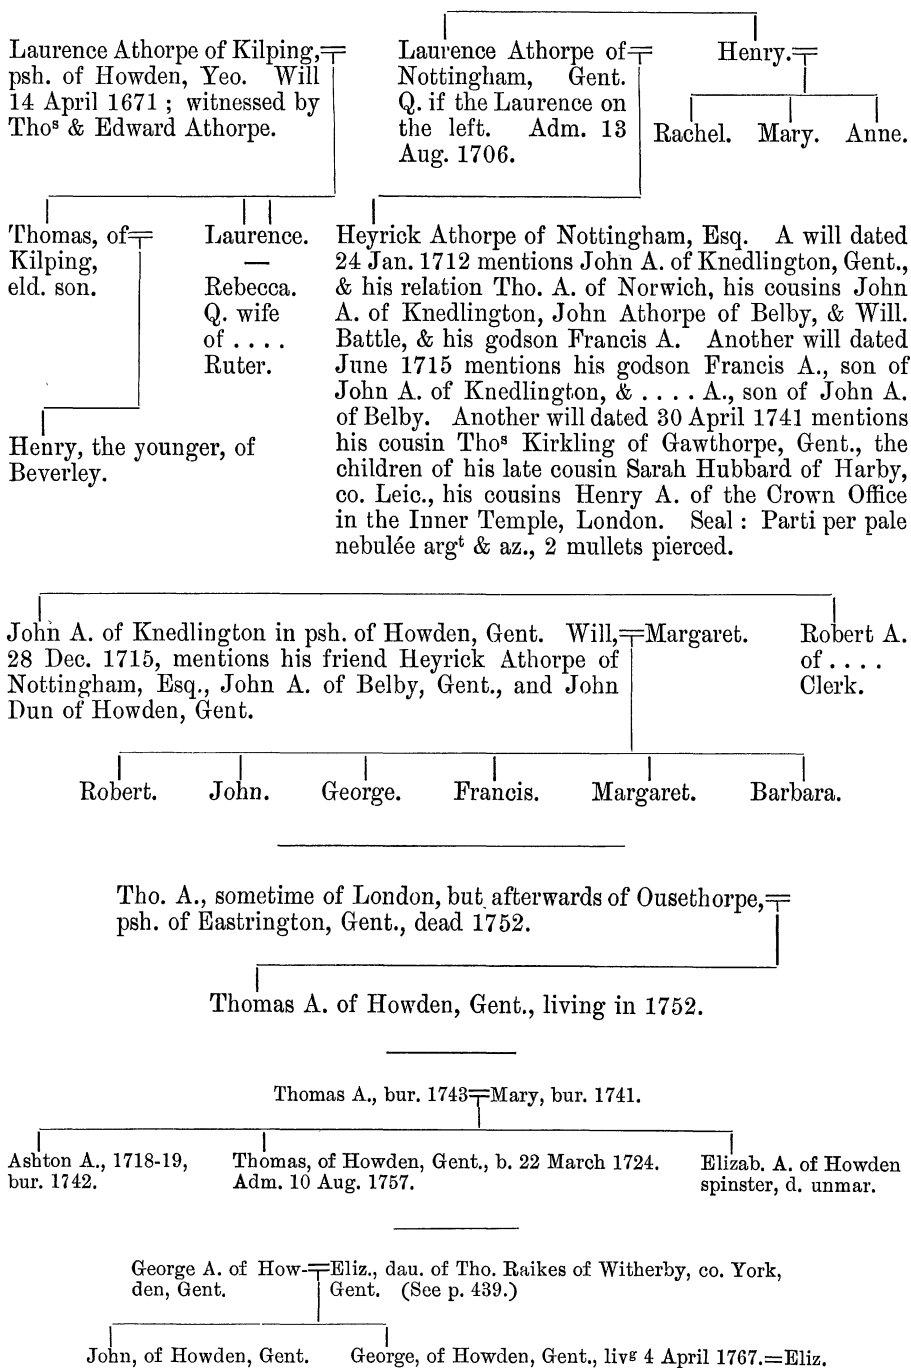 Laurence Athorpe of Kilping,
psh. of Howden, Yeo. Will
14 April 1671 ; witnessed by
Thoˢ & Edward Athorpe.
Laurence Athorpe of
Nottingham, Gent.
Q. if the Laurence on
the left. Adm. 13
Aug. 1706.
Henry.
Rachel. Mary. Anne.
Thomas, of
Kilping,
eld. son.
Laurence.
—
Rebecca.
Q. wife
of . . . .
Ruter.
Heyrick Athorpe of Nottingham, Esq. A will dated
24 Jan. 1712 mentions John A. of Knedlington, Gent.,
& his relation Tho. A. of Norwich, his cousins John
A. of Knedlington, John Athorpe of Belby, & Will.
Battle, & his godson Francis A. Another will dated
June 1715 mentions his godson Francis A., son of
John A. of Knedlington, & . . . . A., son of John A.
of Belby. Another will dated 30 April 1741 mentions
his cousin Thoˢ Kirkling of Gawthorpe, Gent., the
children of his late cousin Sarah Hubbard of Harby,
co. Leic., his cousins Henry A. of the Crown Office
in the Inner Temple, London. Seal : Parti per pale
nebulée argᵗ & az., 2 mullets pierced.
Henry, the younger, of
Beverley.
John A. of Knedlington in psh. of Howden, Gent. Will,
28 Dec. 1715, mentions his friend Heyrick Athorpe of
Nottingham, Esq., John A. of Belby, Gent., and John
Dun of Howden, Gent.
Margaret.
Robert A.
of . . . .
Clerk.
Robert. John. George. Francis. Margaret. Barbara.
Tho. A., sometime of London, but afterwards of Ousethorpe,
psh. of Eastrington, Gent., dead 1752.
Thomas A. of Howden, Gent., living in 1752.
Thomas A., bur. 1743=Mary, bur. 1741.
Ashton A., 1718-19,
bur. 1742.
Thomas, of Howden, Gent., b. 22 March 1724.
Adm. 10 Aug. 1757.
Elizab. A. of Howden
spinster, d. unmar.
George A. of How-
den, Gent.
Eliz., dau. of Tho. Raikes of Witherby, co. York,
Gent. (See p. 439.)
John, of Howden, Gent.
George, of Howden, Gent., livᵍ 4 April 1767.=Eliz.